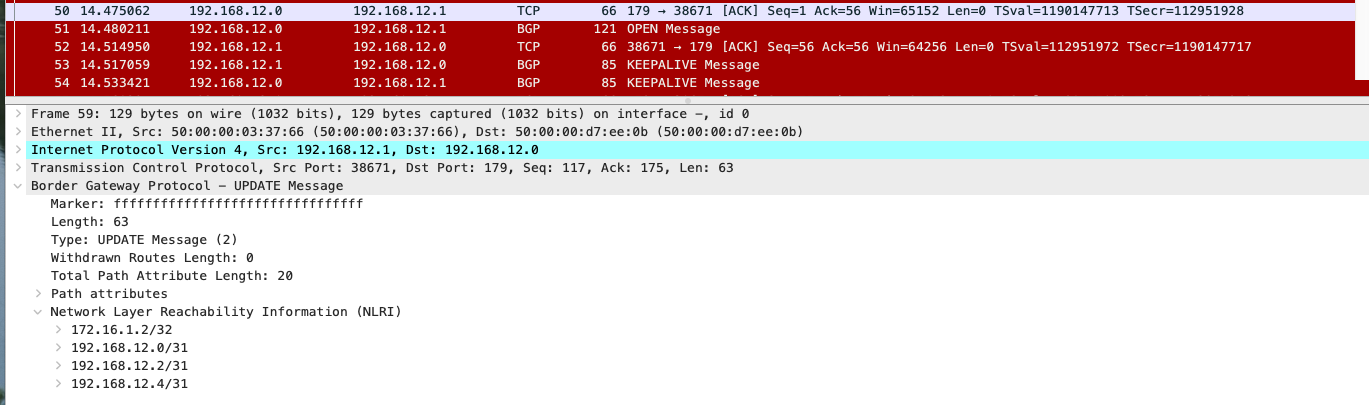 50 14.475062 192.168.12.0 192.168.12.1 TCP 66 179 → 38671 [ACK] Seq=1 Ack=56 Win=65152 Len=0 TSval=1190147713 TSecr=112951928
51 14.480211 192.168.12.0 192.168.12.1 BGP 121 OPEN Message
52 14.514950 192.168.12.1 192.168.12.0 TCP 66 38671 → 179 [ACK] Seq=56 Ack=56 Win=64256 Len=0 TSval=112951972 TSecr=1190147717
53 14.517059 192.168.12.1 192.168.12.0 BGP 85 KEEPALIVE Message
54 14.533421 192.168.12.0 192.168.12.1 BGP 85 KEEPALIVE Message
Frame 59: 129 bytes on wire (1032 bits), 129 bytes captured (1032 bits) on interface –, id 0
Ethernet II, Src: 50:00:00:03:37:66 (50:00:00:03:37:66), Dst: 50:00:00:d7:ee:0b (50:00:00:d7:ee:0b)
Internet Protocol Version 4, Src: 192.168.12.1, Dst: 192.168.12.0
Transmission Control Protocol, Src Port: 38671, Dst Port: 179, Seq: 117, Ack: 175, Len: 63
Border Gateway Protocol – UPDATE Message
Marker: ffffffffffffffffffffffffffffffff
Length: 63
Type: UPDATE Message (2)
Withdrawn Routes Length: 0
Total Path Attribute Length: 20
Path attributes
Network Layer Reachability Information (NLRI)
172.16.1.2/32
192.168.12.0/31
192.168.12.2/31
192.168.12.4/31